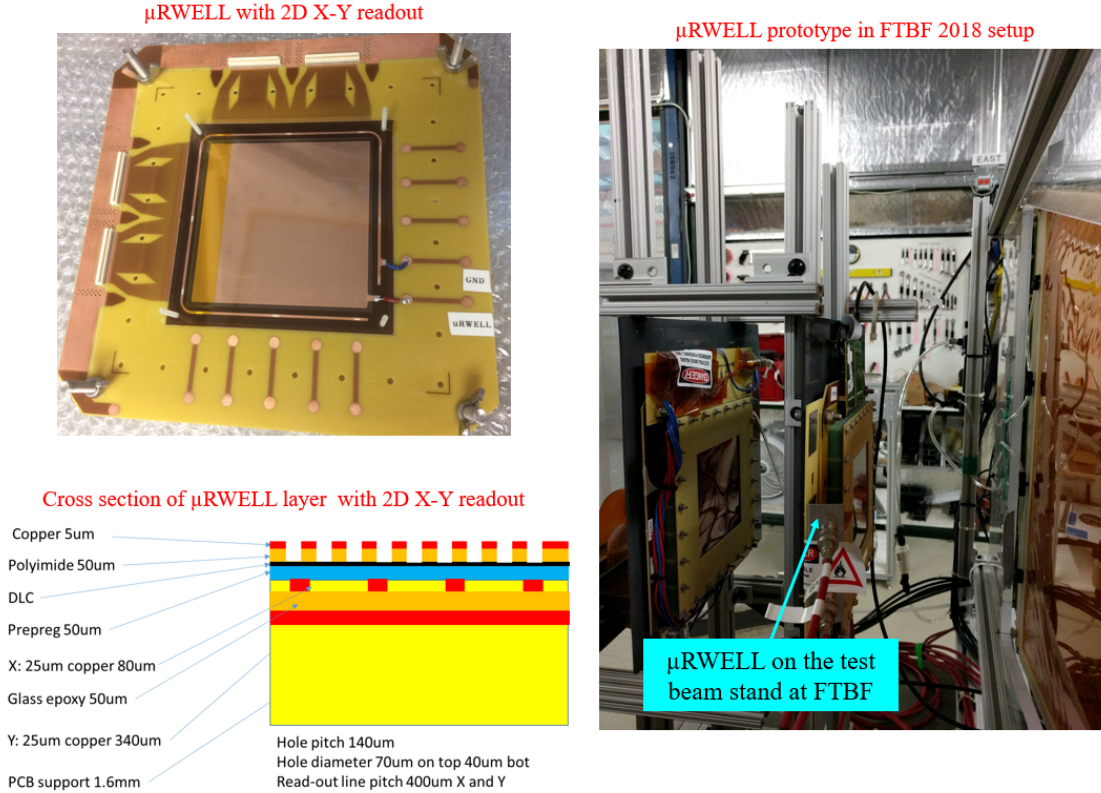 µRWELL with 2D X-Y readout
GND
uRWELL
Cross section of µRWELL layer with 2D X-Y readout
Copper 5um
Polyimide 50um
DLC
Prepreg 50um
X: 25um copper 80um
Glass epoxy 50um
Y: 25um copper 340um
PCB support 1.6mm
Hole pitch 140um
Hole diameter 70um on top 40um bot
Read-out line pitch 400um X and Y
µRWELL prototype in FTBF 2018 setup
EAST
DANGER
µRWELL on the test
beam stand at FTBF